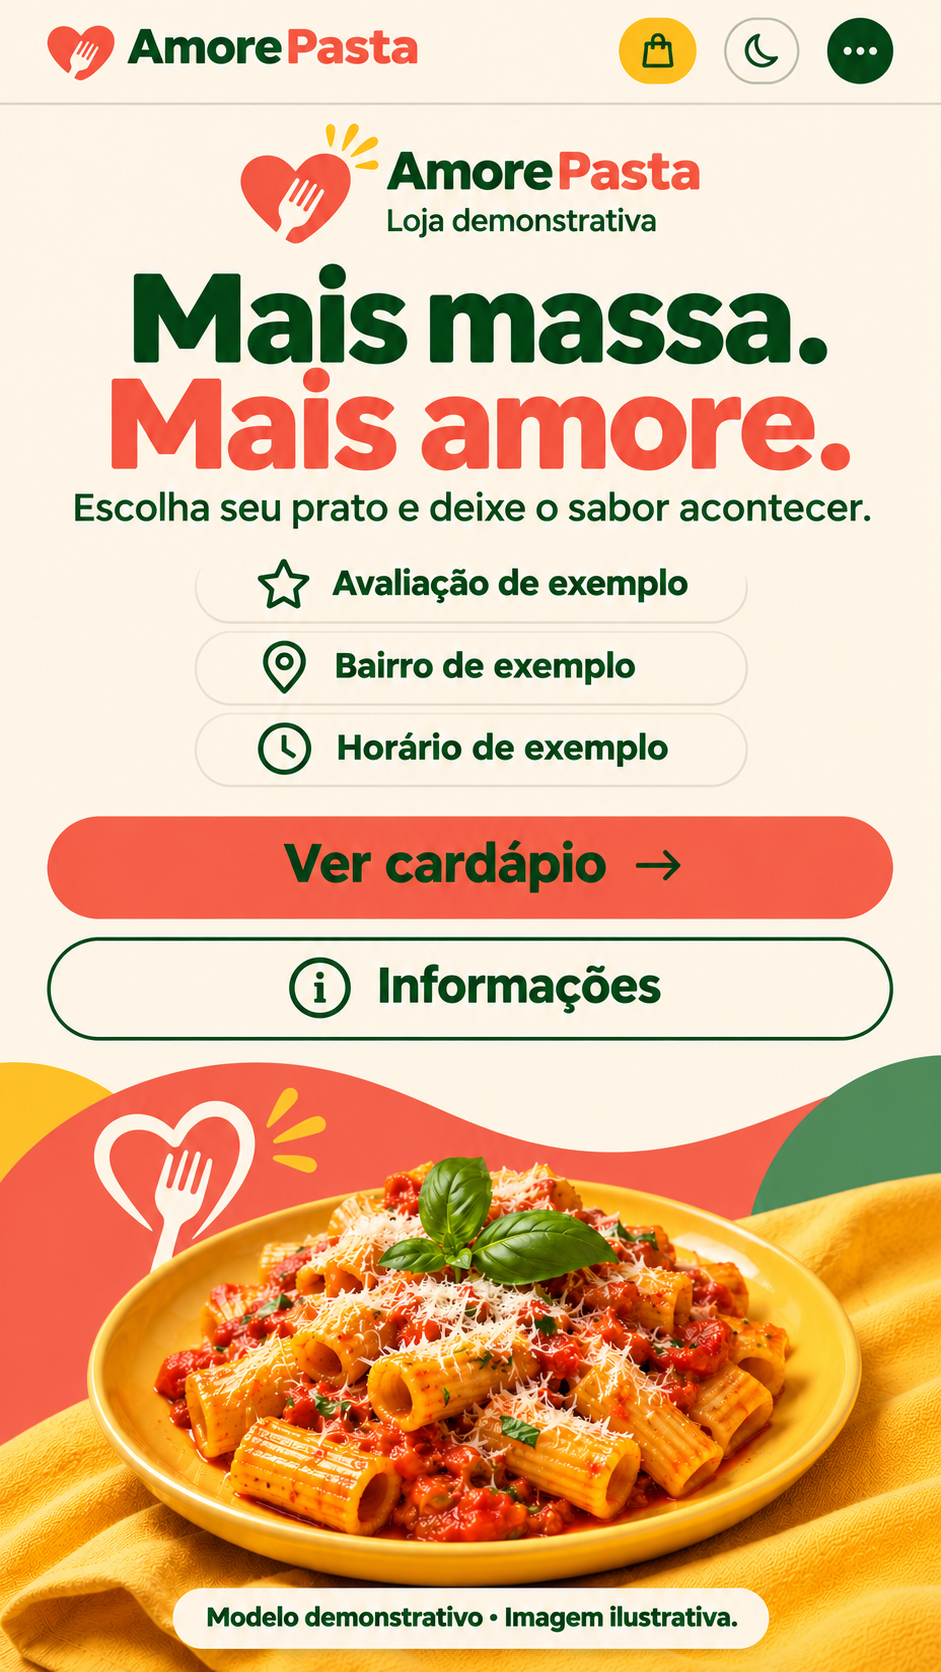 AmorePasta
AmorePasta
Loja demonstrativa
Mais massa.
Mais amore.
Escolha seu prato e deixe o sabor acontecer.
Avaliação de exemplo
Bairro de exemplo
Horário de exemplo
Ver cardápio →
Informações
Modelo demonstrativo • Imagem ilustrativa.